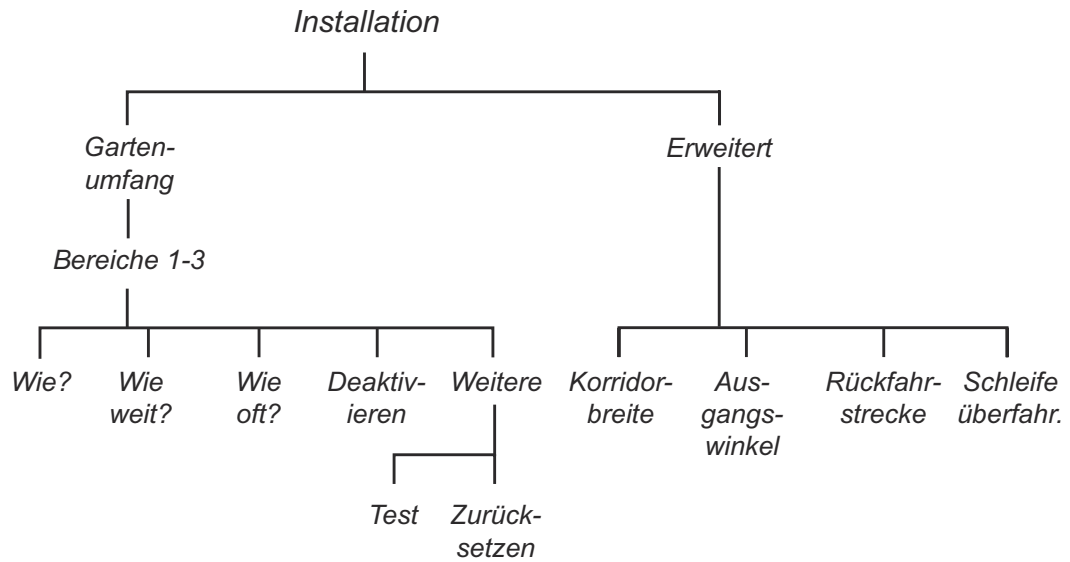 Installation
Garten-
umfang
Erweitert
Bereiche 1-3
Wie?
Wie
weit?
Wie
oft?
Deaktiv-
ieren
Weitere
Korridor-
breite
Aus-
gangs-
winkel
Rückfahr-
strecke
Schleife
überfahr.
Test
Zurück-
setzen